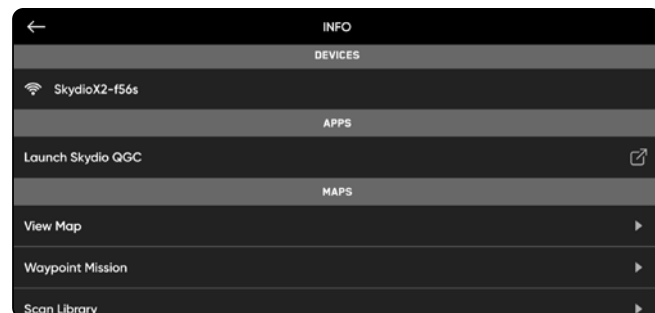 INFO
DEVICES
SkydioX2-f56s
APPS
Launch Skydio QGC
MAPS
View Map
Waypoint Mission
Scan Library